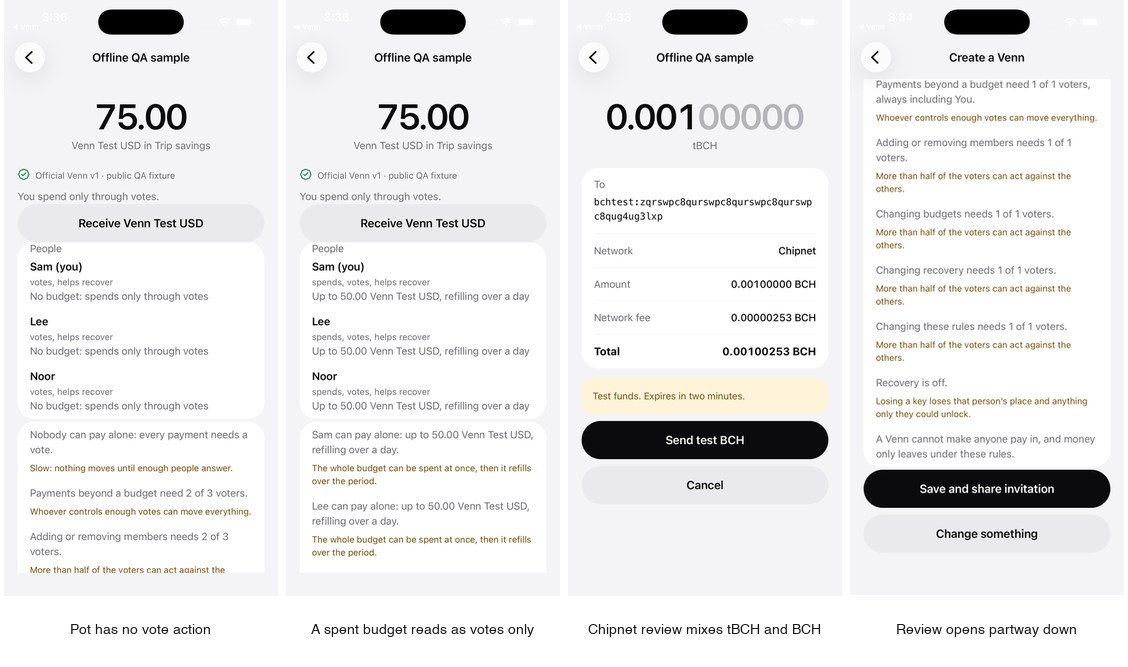 3:36
Offline QA sample
75.00
Venn Test USD in Trip savings
Official Venn v1 · public QA fixture
You spend only through votes.
Receive Venn Test USD
People
Sam (you)
votes, helps recover
No budget: spends only through votes
Lee
votes, helps recover
No budget: spends only through votes
Noor
votes, helps recover
No budget: spends only through votes
Nobody can pay alone: every payment needs a
vote.
Slow: nothing moves until enough people answer.
Payments beyond a budget need 2 of 3 voters.
Whoever controls enough votes can move everything.
Adding or removing members needs 2 of 3
voters.
More than half of the voters can act against the
Pot has no vote action
3:36
Offline QA sample
75.00
Venn Test USD in Trip savings
Official Venn v1 · public QA fixture
You spend only through votes.
Receive Venn Test USD
People
Sam (you)
spends, votes, helps recover
Up to 50.00 Venn Test USD, refilling over a day
Lee
spends, votes, helps recover
Up to 50.00 Venn Test USD, refilling over a day
Noor
spends, votes, helps recover
Up to 50.00 Venn Test USD, refilling over a day
Sam can pay alone: up to 50.00 Venn Test USD,
refilling over a day.
The whole budget can be spent at once, then it refills
over the period.
Lee can pay alone: up to 50.00 Venn Test USD,
refilling over a day.
The whole budget can be spent at once, then it refills
over the period.
A spent budget reads as votes only
3:33
Offline QA sample
0.00100000
tBCH
To
bchtest:zqrswpc8qurswpc8qurswpc8qurswp
c8qug4ug3lxp
Network Chipnet
Amount 0.00100000 BCH
Network fee 0.00000253 BCH
Total 0.00100253 BCH
Test funds. Expires in two minutes.
Send test BCH
Cancel
Chipnet review mixes tBCH and BCH
3:34
Create a Venn
Payments beyond a budget need 1 of 1 voters,
always including You.
Whoever controls enough votes can move everything.
Adding or removing members needs 1 of 1
voters.
More than half of the voters can act against the
others.
Changing budgets needs 1 of 1 voters.
More than half of the voters can act against the
others.
Changing recovery needs 1 of 1 voters.
More than half of the voters can act against the
others.
Changing these rules needs 1 of 1 voters.
More than half of the voters can act against the
others.
Recovery is off.
Losing a key loses that person's place and anything
only they could unlock.
A Venn cannot make anyone pay in, and money
only leaves under these rules.
Save and share invitation
Change something
Review opens partway down